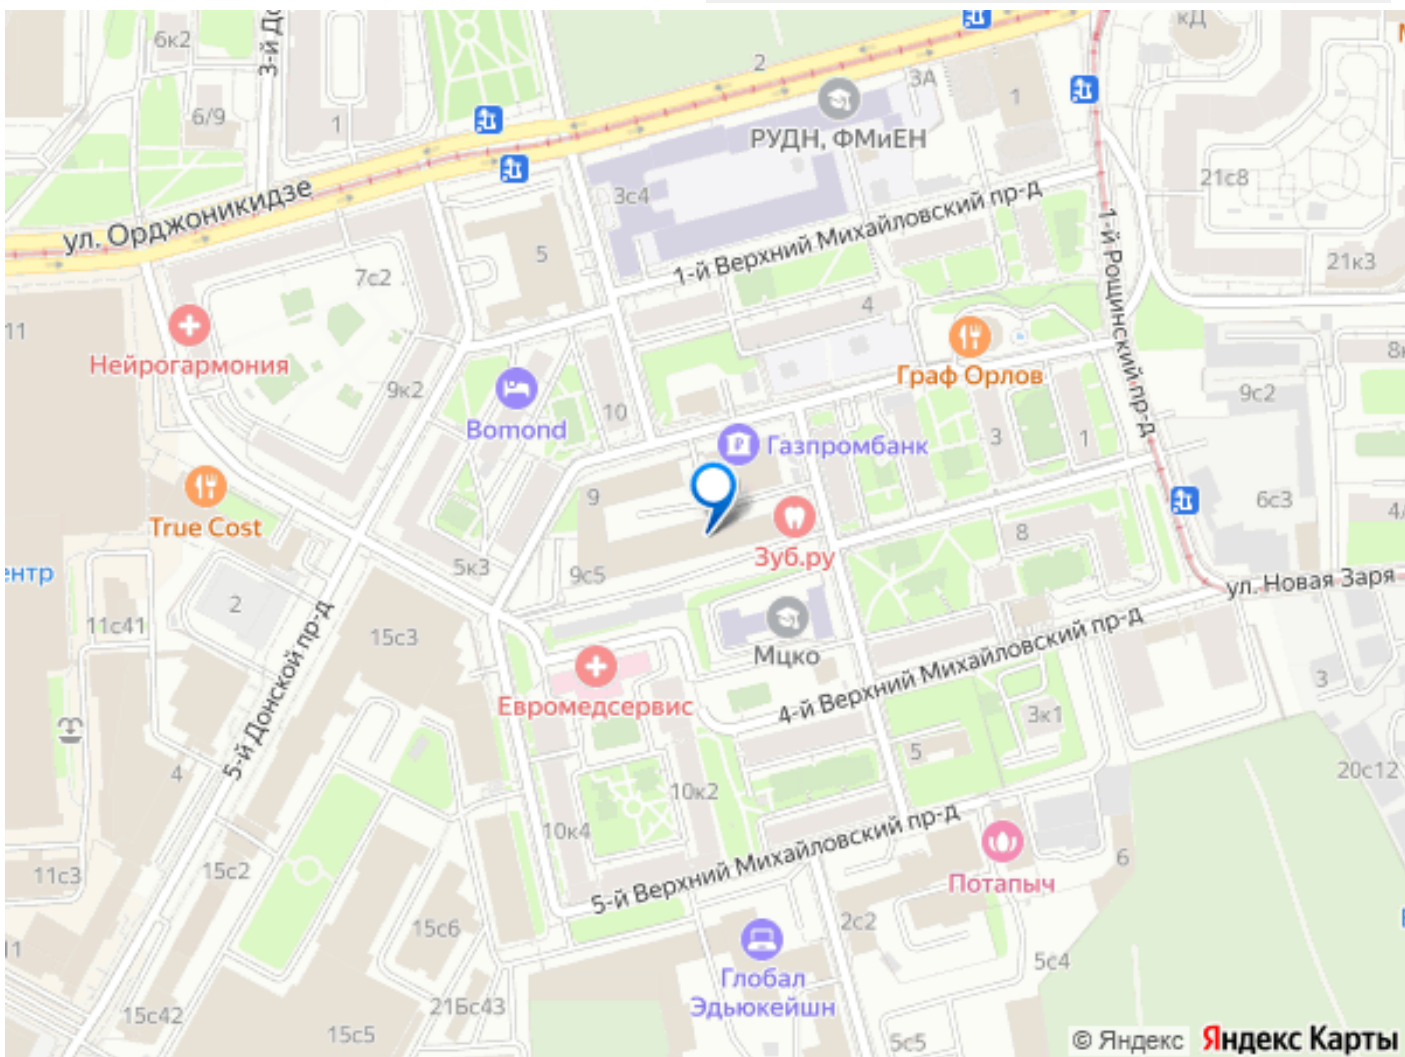 6к2
3-й До
2
3А
кД
1
6/9
1
РУДН, ФМиЕН
3с4
21с8
ул. Орджоникидзе
1-й Верхний Михайловский пр-д
1-й Рощинский пр-д
5
7с2
21к3
11
4
Нейрогармония
Граф Орлов
8к
9к2
9с2
10
Bomond
Газпромбанк
3
1
9
6с3
4/
True Cost
Зуб.ру
8
ентр
5к3
9с5
ул. Новая Заря
2
11с41
15с3
Мцко
5-й Донской пр-д
4-й Верхний Михайловский пр-д
3
Евромедсервис
3к1
5
4
20с12
10к2
10к4
5-й Верхний Михайловский пр-д
11с3
15с2
6
Потапыч
15с6
2с2
11
5с4
Глобал
Эдьюкейшн
21Бс43
15с42
15с5
5с5
© Яндекс Яндекс Карты